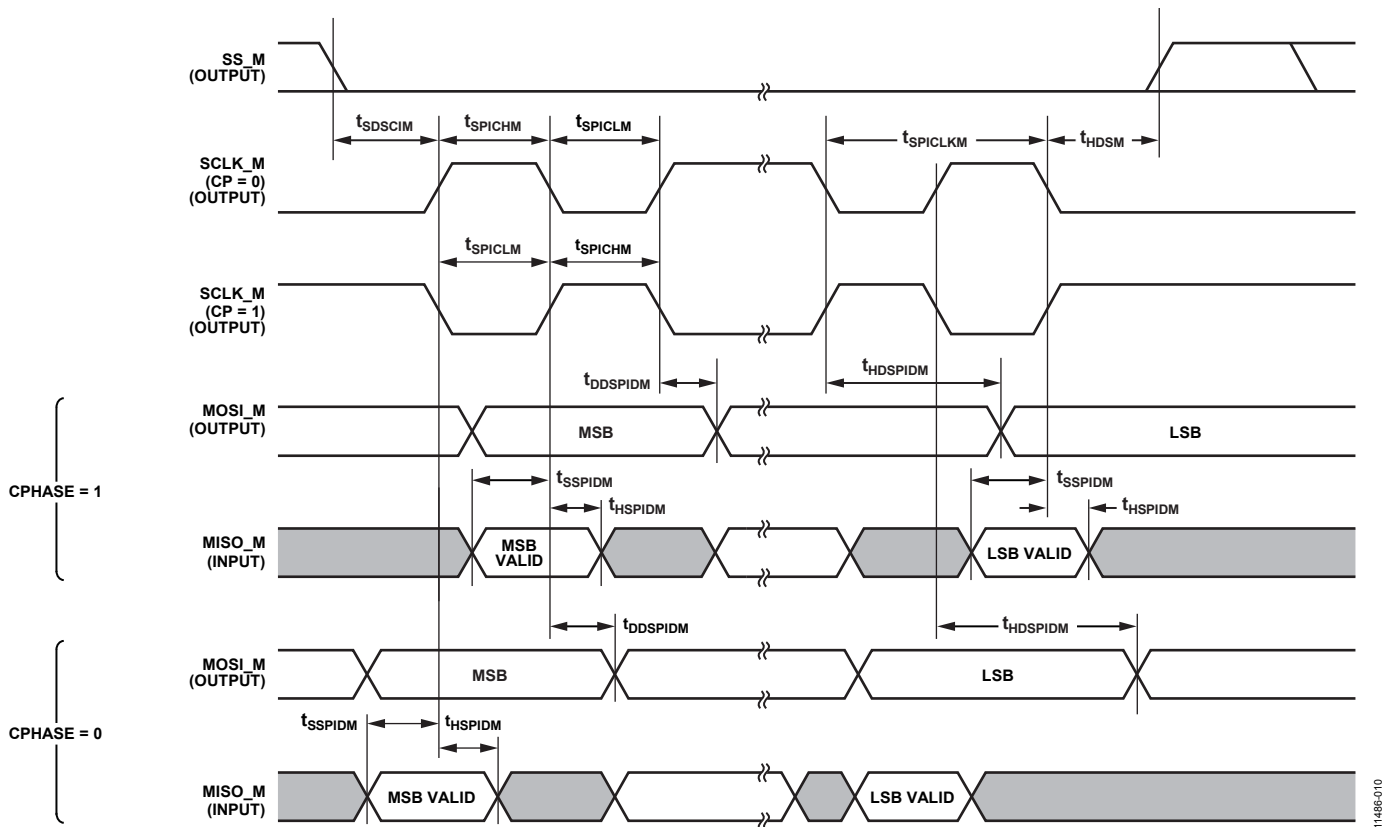 SS_M
(OUTPUT)
tSDSCIM
tSPICHM
tSPICLM
tSPICLKM
tHDSM
SCLK_M
(CP = 0)
(OUTPUT)
tSPICLM
tSPICHM
SCLK_M
(CP = 1)
(OUTPUT)
tDDSPIDM
tHDSPIDM
MOSI_M
(OUTPUT)
MSB
LSB
CPHASE = 1
tSSPIDM
tSSPIDM
tHSPIDM
tHSPIDM
MISO_M
(INPUT)
MSB
VALID
LSB VALID
tDDSPIDM
tHDSPIDM
MOSI_M
(OUTPUT)
MSB
LSB
CPHASE = 0
tSSPIDM
tHSPIDM
MISO_M
(INPUT)
MSB VALID
LSB VALID
11486-010